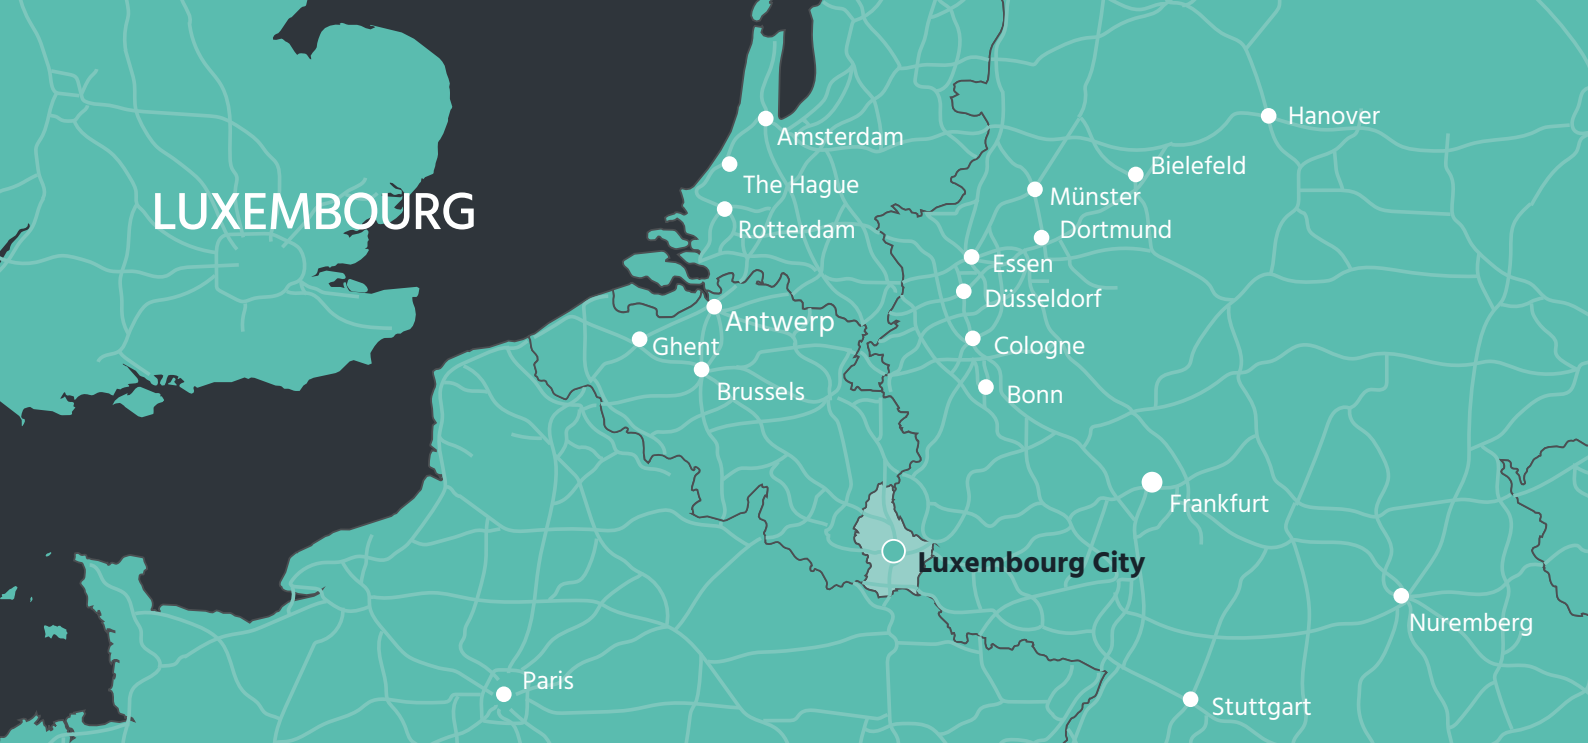 Hanover
Amsterdam
Bielefeld
The Hague
Münster
LUXEMBOURG
Rotterdam
Dortmund
Essen
Düsseldorf
Antwerp
Ghent
Cologne
Brussels
Bonn
Frankfurt
Luxembourg City
Nuremberg
Paris
Stuttgart